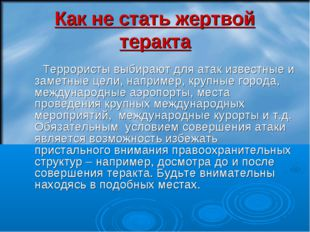 Как не стать жертвой
теракта
Террористы выбирают для атак известные и
заметные цели, например, крупные города,
международные аэропорты, места
проведения крупных международных
мероприятий, международные курорты и т.д.
Обязательным условием совершения атаки
является возможность избежать
пристального внимания правоохранительных
структур – например, досмотра до и после
совершения теракта. Будьте внимательны
находясь в подобных местах.